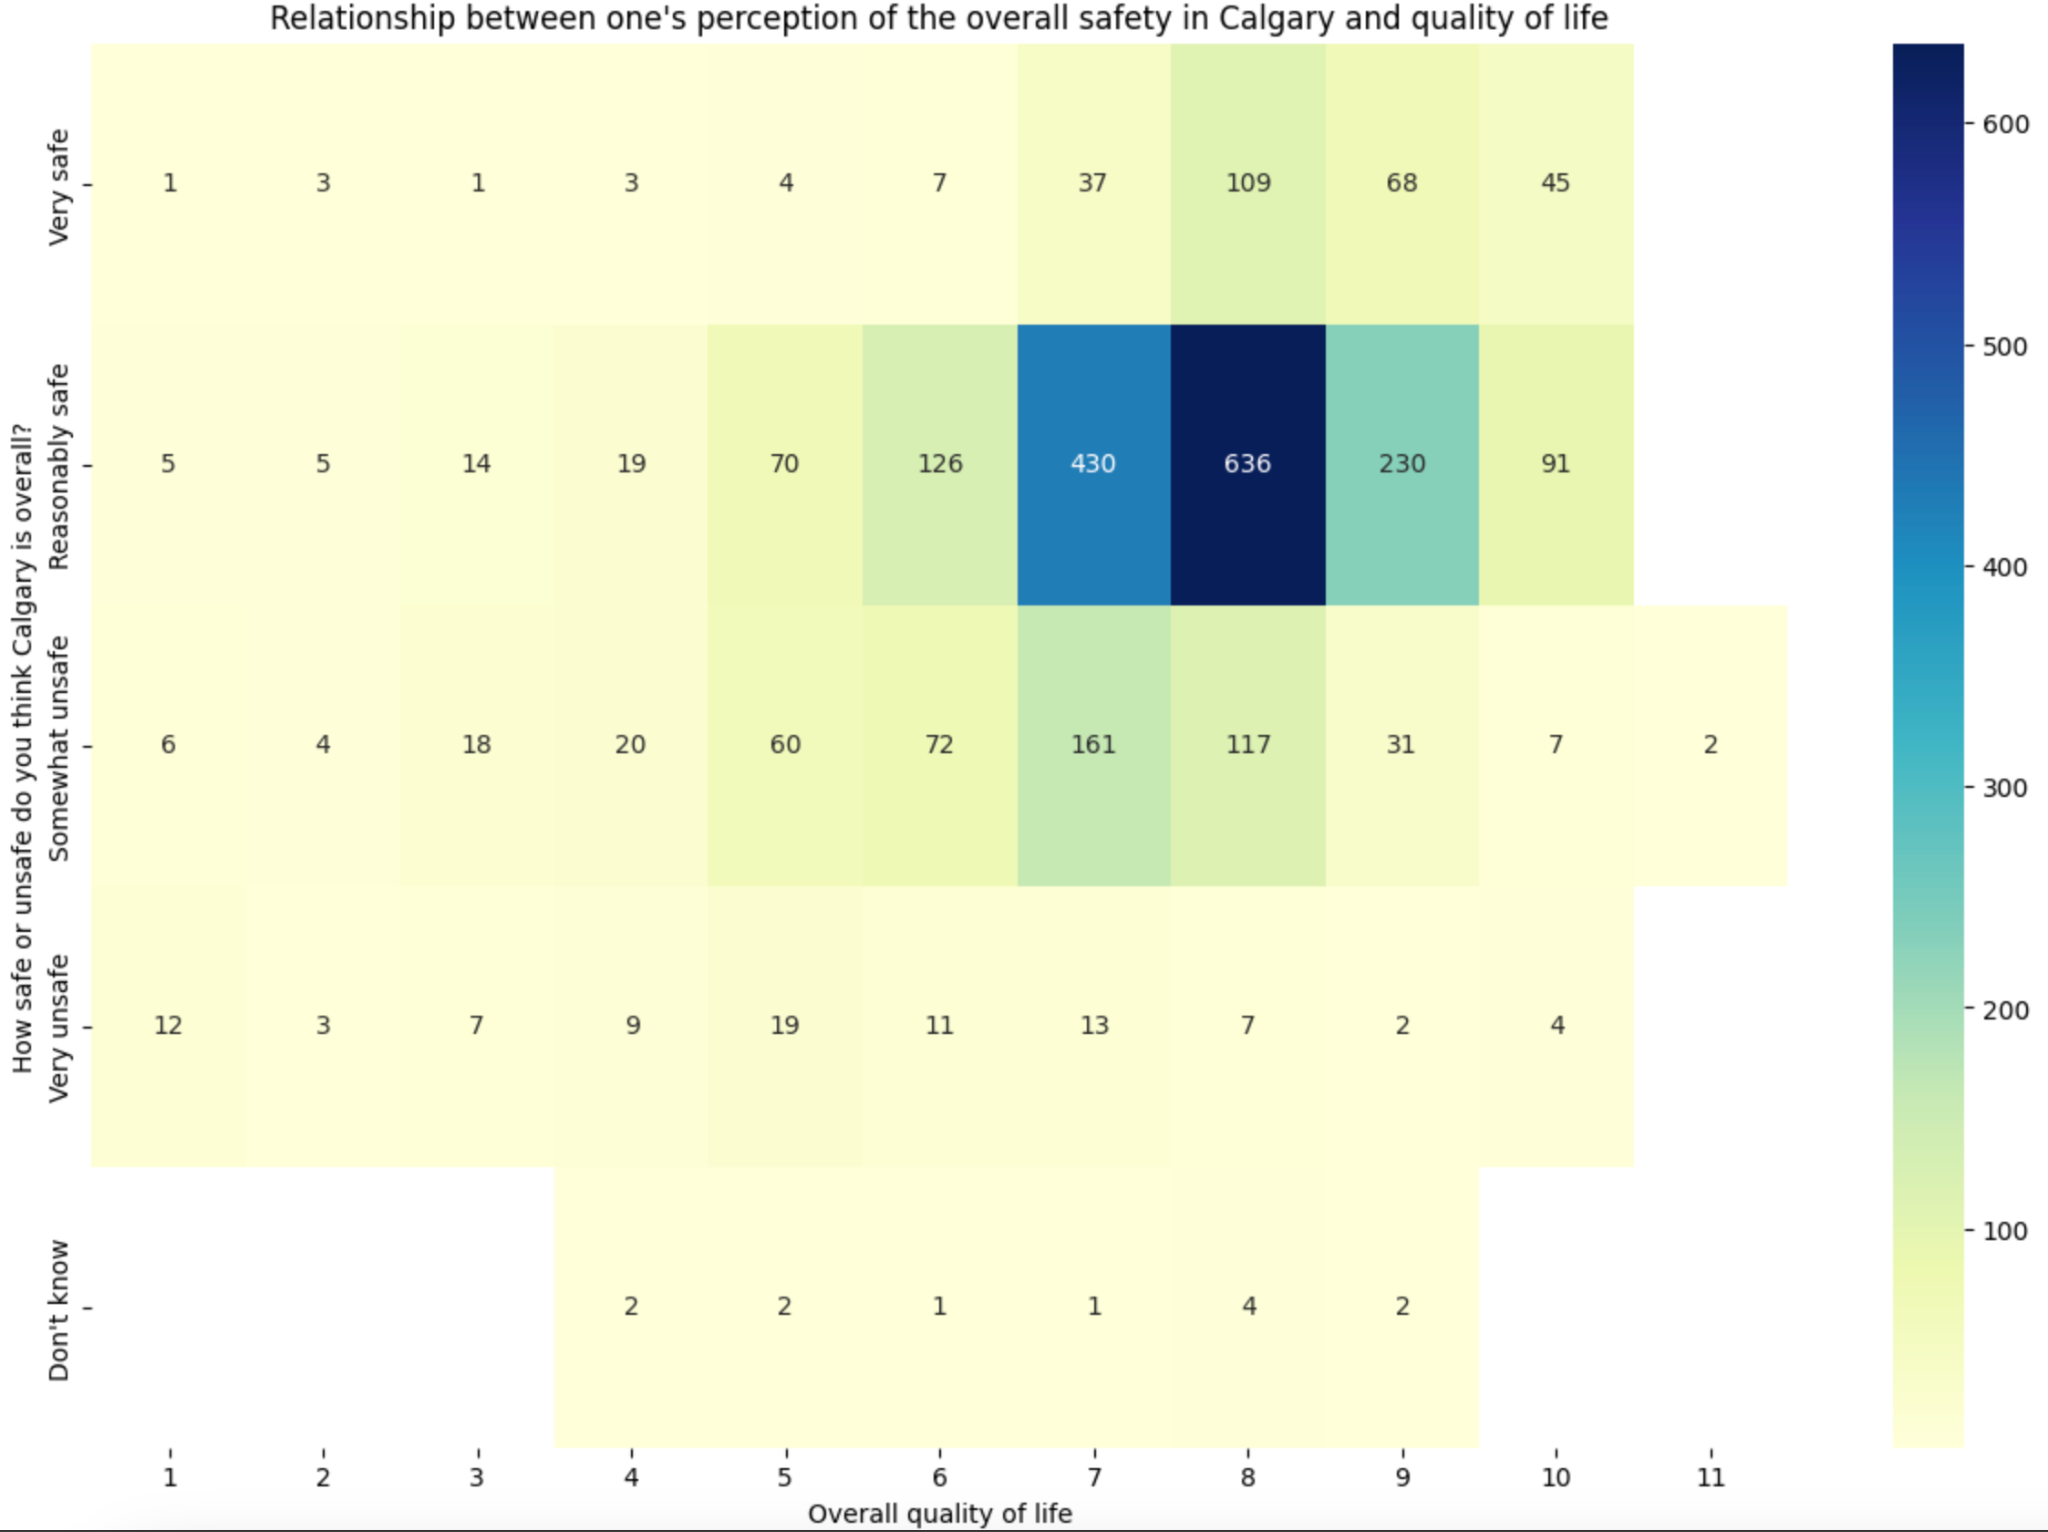 Relationship between one's perception of the overall safety in Calgary and quality of life
How safe or unsafe do you think Calgary is overall?
Very safe
1 3 1 3 4 7 37 109 68 45
Reasonably safe
5 5 14 19 70 126 430 636 230 91
Somewhat unsafe
6 4 18 20 60 72 161 117 31 7 2
Very unsafe
12 3 7 9 19 11 13 7 2 4
Don't know
2 2 1 1 4 2
1 2 3 4 5 6 7 8 9 10 11
Overall quality of life
600
500
400
300
200
100